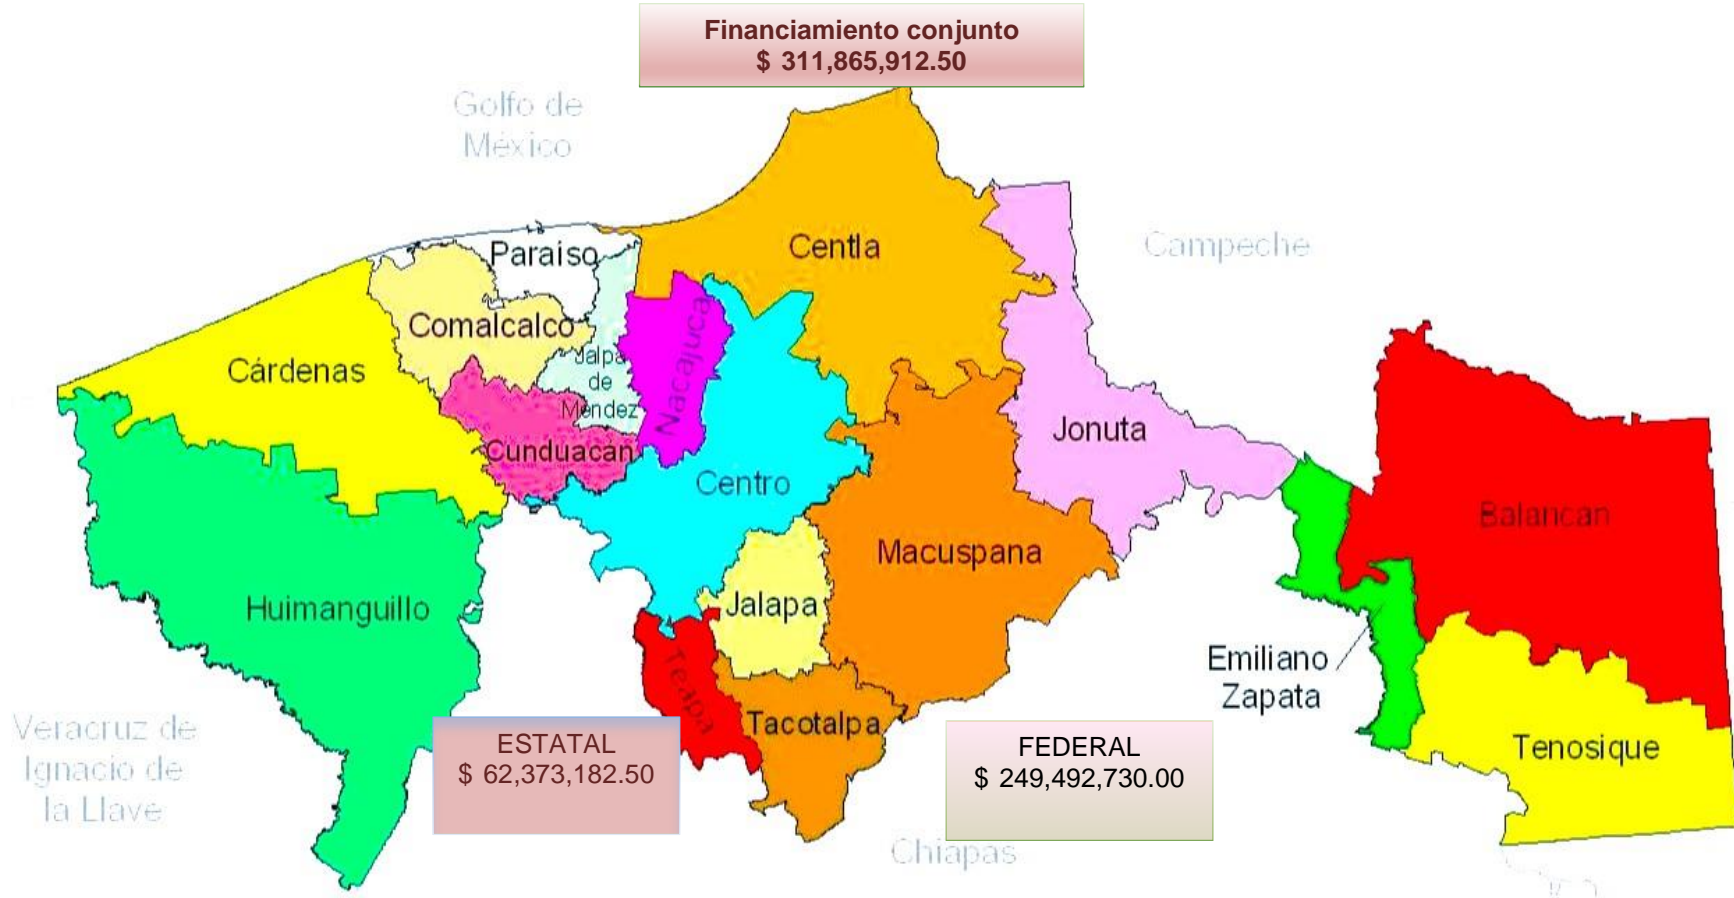 Financiamiento conjunto
$ 311,865,912.50
Golfo de
México
Campeche
Centla
Paraiso
Comalcalco
Cárdenas
Jalpa
de
Méndez
Nacajuca
Cunduacán
Jonuta
Centro
Balancan
Macuspana
Huimanguillo
Jalapa
Emiliano
Zapata
Teapa
Tacotalpa
Tenosique
Veracruz de
Ignacio de
la Llave
ESTATAL
$ 62,373,182.50
FEDERAL
$ 249,492,730.00
Chiapas